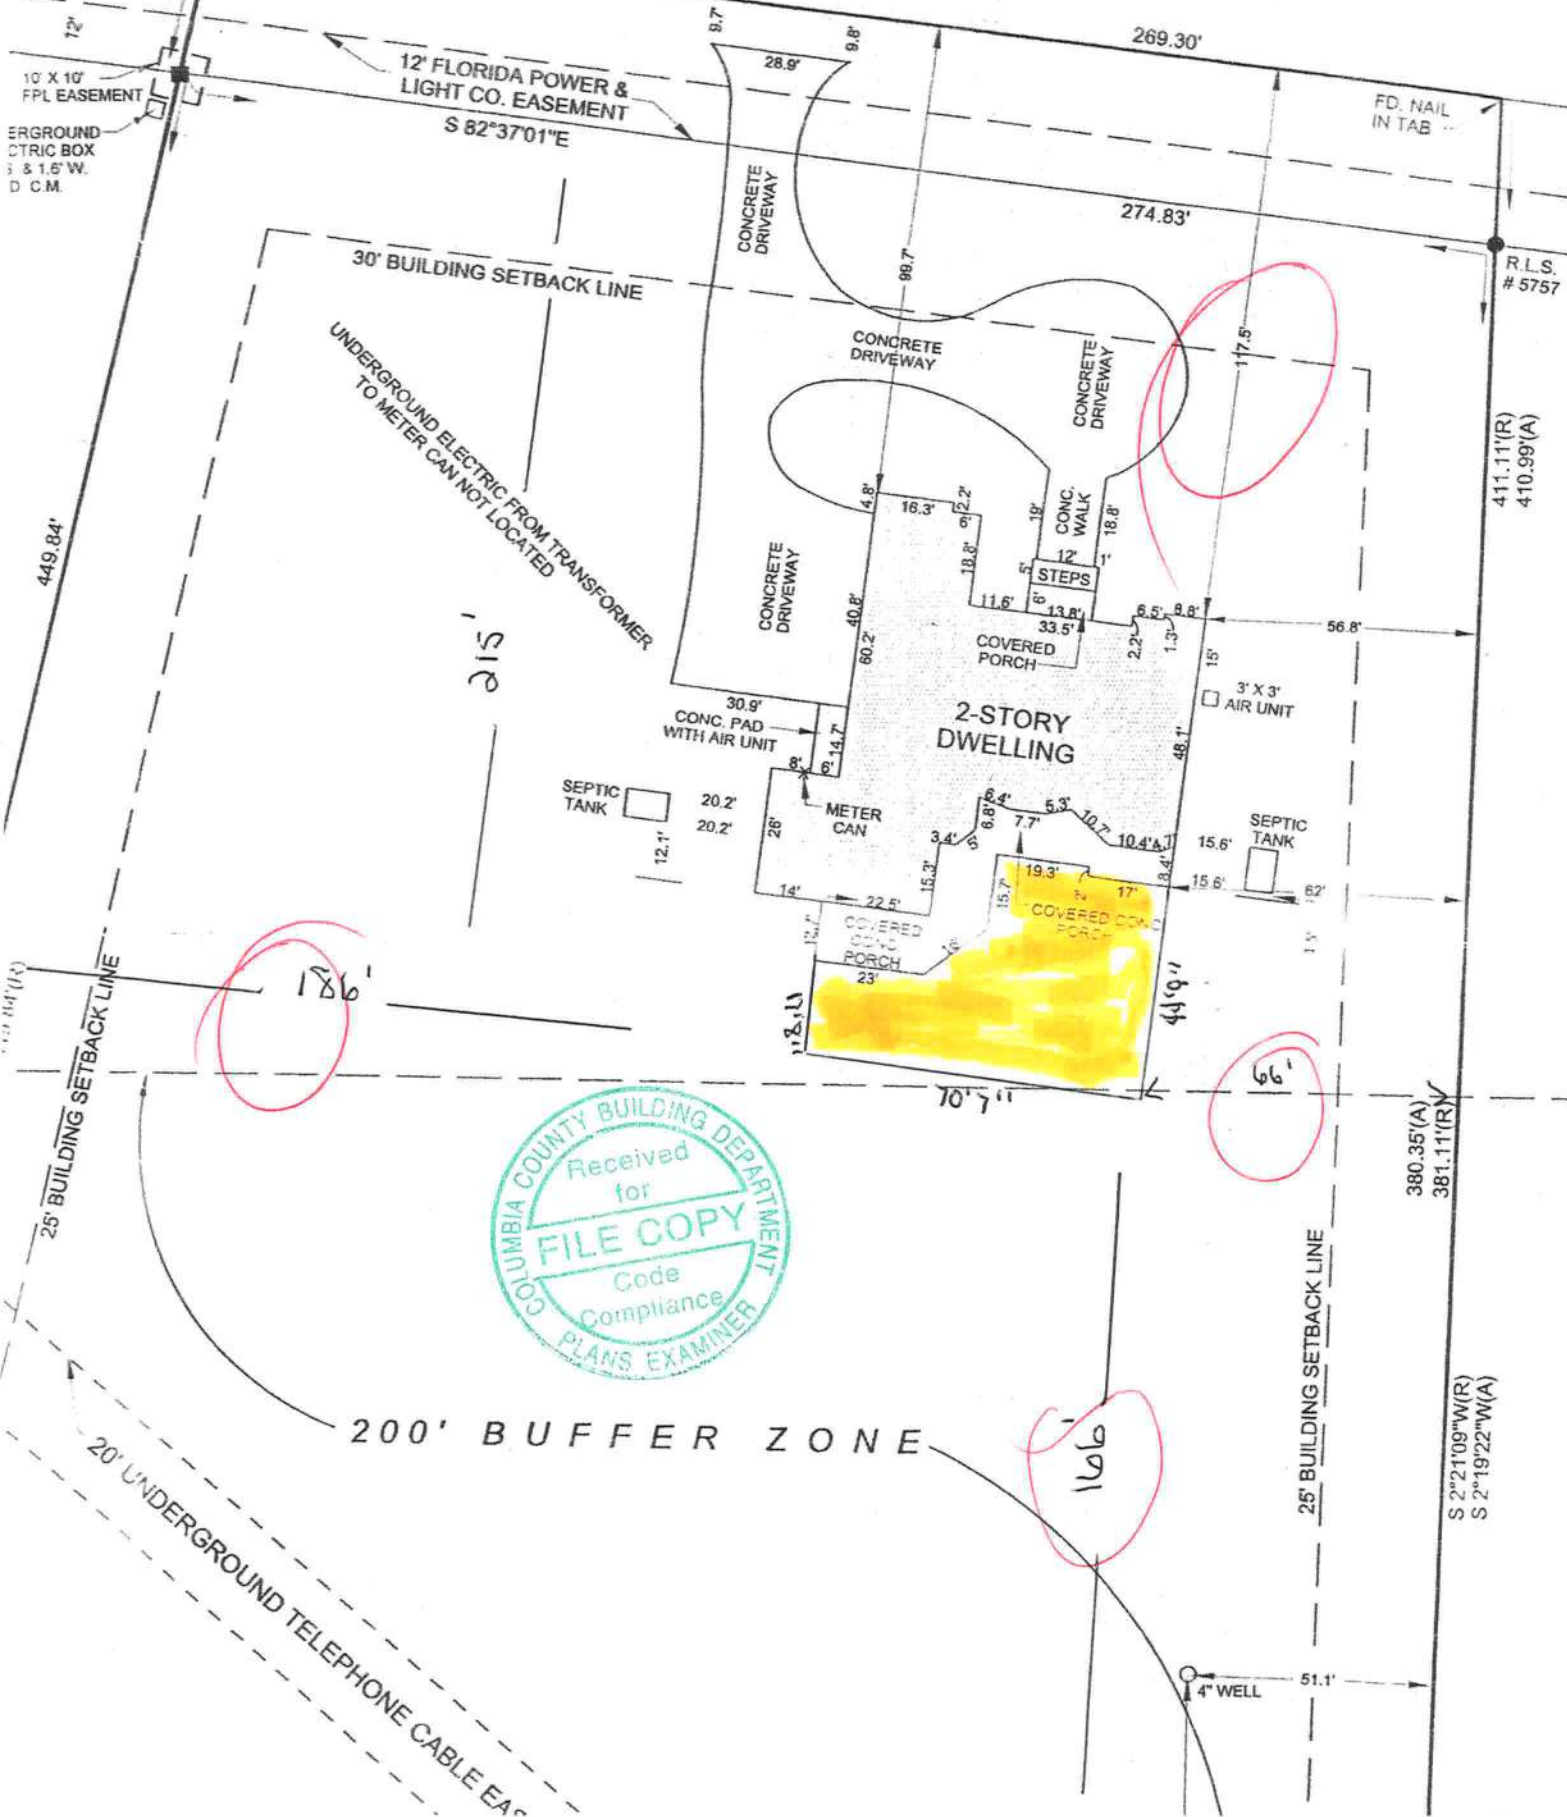 12'
10' X 10'
FPL EASEMENT
ERGROUND
CTRIC BOX
& 1.6' W.
D C.M.
12' FLORIDA POWER &
LIGHT CO. EASEMENT
S 82°37'01"E
9.7'
28.9'
9.8'
269.30'
FD. NAIL
IN TAB
274.83'
R.L.S.
# 5757
30' BUILDING SETBACK LINE
CONCRETE
DRIVEWAY
99.7'
117.5'
CONCRETE
DRIVEWAY
CONCRETE
DRIVEWAY
411.11'(R)
410.99'(A)
449.84'
UNDERGROUND ELECTRIC FROM TRANSFORMER
TO METER CAN NOT LOCATED
215'
4.8'
16.3'
2.2'
6'
18.8'
19'
CONC.
WALK
18.8'
12'
1'
5'
STEPS
6'
11.6'
13.8'
33.5'
6.5'
8.8'
2.2'
1.3'
56.8'
CONCRETE
DRIVEWAY
40.8'
60.2'
COVERED
PORCH
15'
3' X 3'
AIR UNIT
30.9'
CONC. PAD
WITH AIR UNIT
14.7'
8'
6'
2-STORY
DWELLING
48.1'
SEPTIC
TANK
20.2'
20.2'
12.1'
26'
METER
CAN
6.4'
6.8'
7.7'
5.3'
10.7'
10.4'
3.4'
5'
15.3'
8.4'
15.6'
15.6'
SEPTIC
TANK
62'
14'
22.5'
COVERED
CONC.
PORCH
23'
15.7'
19.3'
2'
17'
COVERED CONC
PORCH
186'
44'9"
70'7"
66'
25' BUILDING SETBACK LINE
380.35'(A)
381.11'(R)
COLUMBIA COUNTY BUILDING DEPARTMENT
Received
for
FILE COPY
Code
Compliance
PLANS EXAMINER
200' BUFFER ZONE
166'
25' BUILDING SETBACK LINE
S 2°21'09"W(R)
S 2°19'22"W(A)
20' UNDERGROUND TELEPHONE CABLE EAS
4" WELL
51.1'